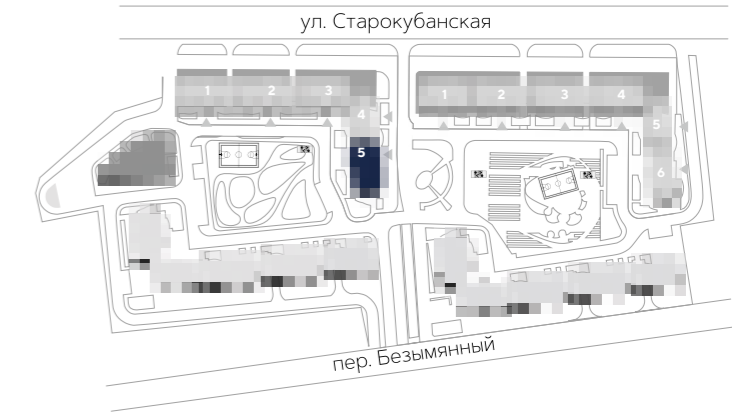 ул. Старокубанская
1 2 3 1 2 3 4
4 5
5 6
пер. Безымянный